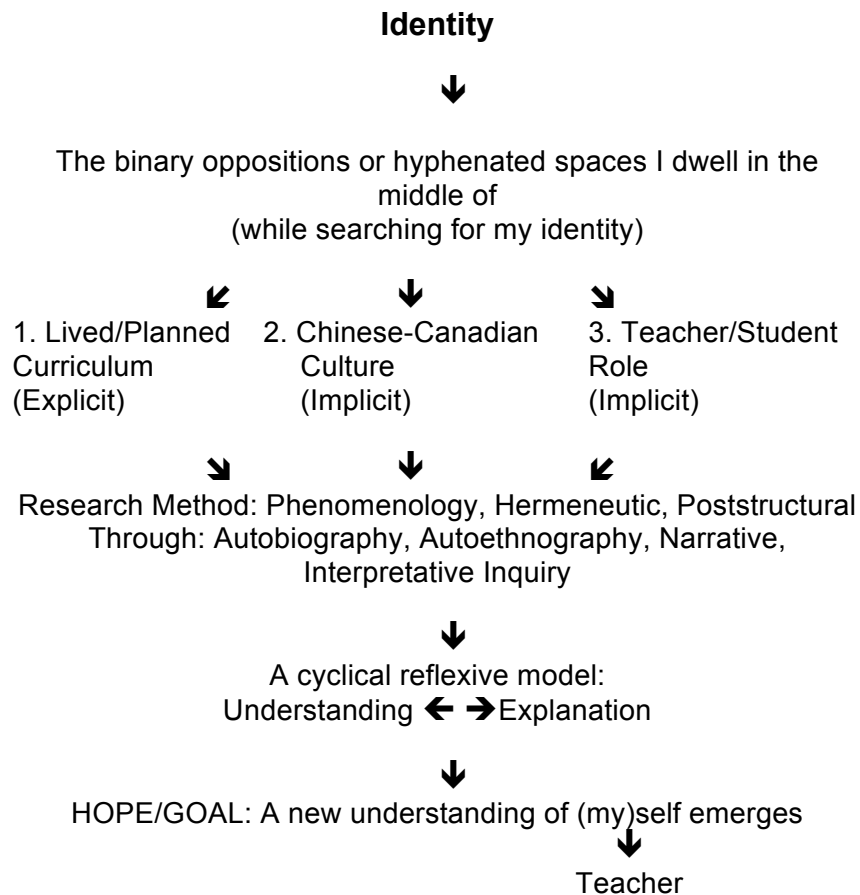 Identity
🡻
The binary oppositions or hyphenated spaces I dwell in the
middle of
(while searching for my identity)
🡿 🡻 🡾
1. Lived/Planned 2. Chinese-Canadian 3. Teacher/Student
Curriculum Culture Role
(Explicit) (Implicit) (Implicit)
🡾 🡻 🡿
Research Method: Phenomenology, Hermeneutic, Poststructural
Through: Autobiography, Autoethnography, Narrative,
Interpretative Inquiry
🡻
A cyclical reflexive model:
Understanding 🡸 🡺Explanation
🡻
HOPE/GOAL: A new understanding of (my)self emerges
🡻
Teacher